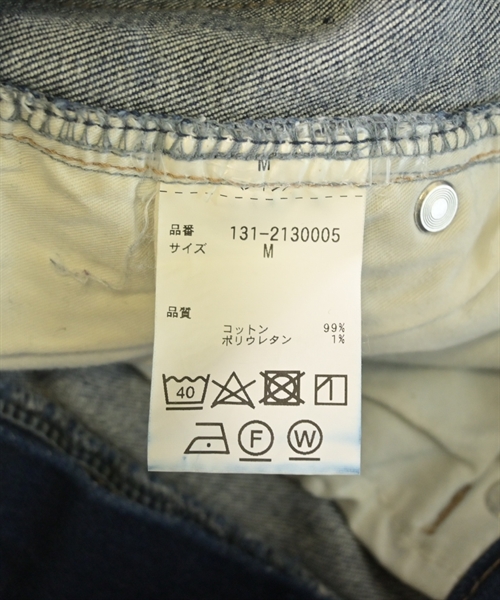 M
品番 131-2130005
サイズ M
品質
コットン 99%
ポリウレタン 1%
40
F W